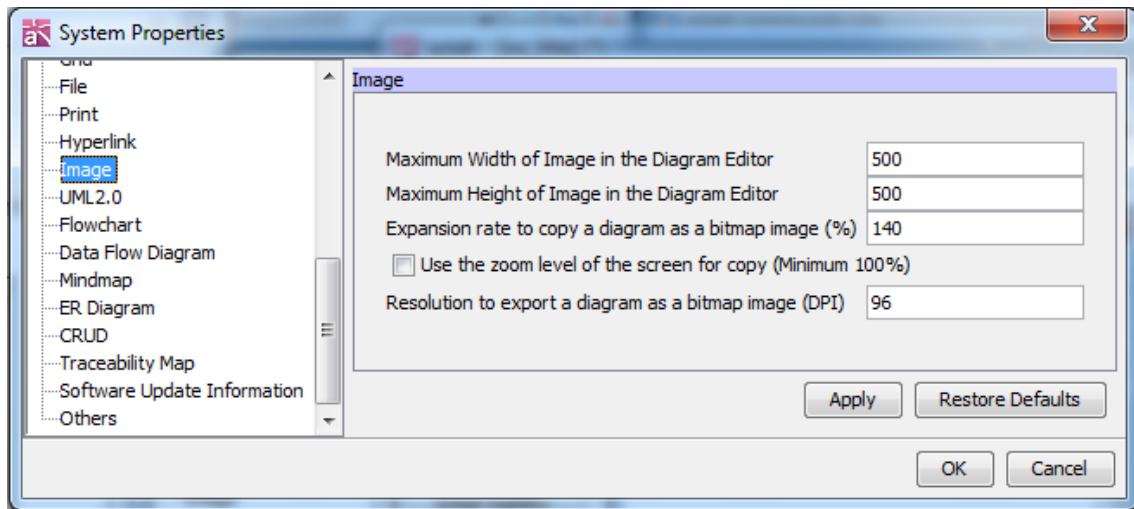 System Properties
File
Print
Hyperlink
Image
UML2.0
Flowchart
Data Flow Diagram
Mindmap
ER Diagram
CRUD
Traceability Map
Software Update Information
Others
Image
Maximum Width of Image in the Diagram Editor 500
Maximum Height of Image in the Diagram Editor 500
Expansion rate to copy a diagram as a bitmap image (%) 140
Use the zoom level of the screen for copy (Minimum 100%)
Resolution to export a diagram as a bitmap image (DPI) 96
Apply Restore Defaults
OK Cancel